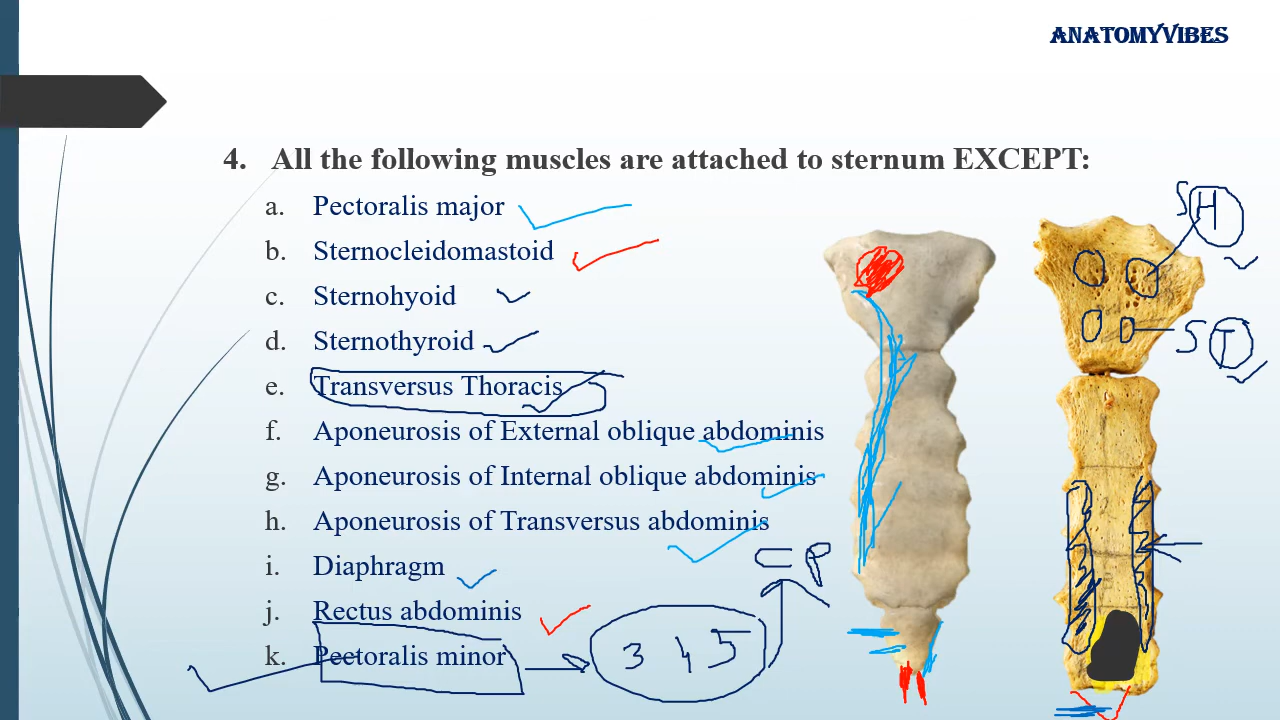 ANATOMYVIBES
4. All the following muscles are attached to sternum EXCEPT:
a. Pectoralis major
b. Sternocleidomastoid
c. Sternohyoid
d. Sternothyroid
e. Transversus Thoracis
f. Aponeurosis of External oblique abdominis
g. Aponeurosis of Internal oblique abdominis
h. Aponeurosis of Transversus abdominis
i. Diaphragm
j. Rectus abdominis
k. Pectoralis minor
3 4 5
CP
SH
ST